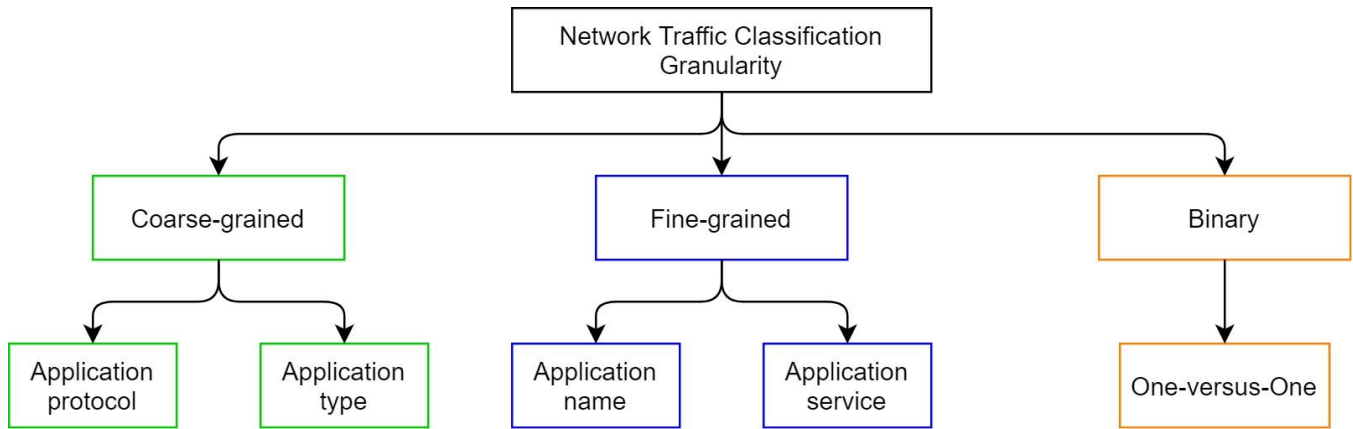 Network Traffic Classification
Granularity
Coarse-grained
Fine-grained
Binary
Application
protocol
Application
type
Application
name
Application
service
One-versus-One